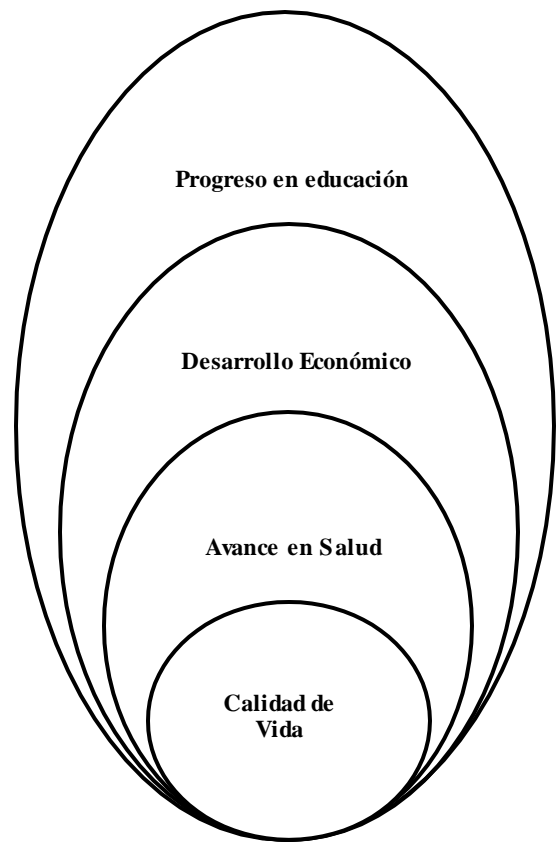 Progreso en educación
Desarrollo Económico
Avance en Salud
Calidad de
Vida